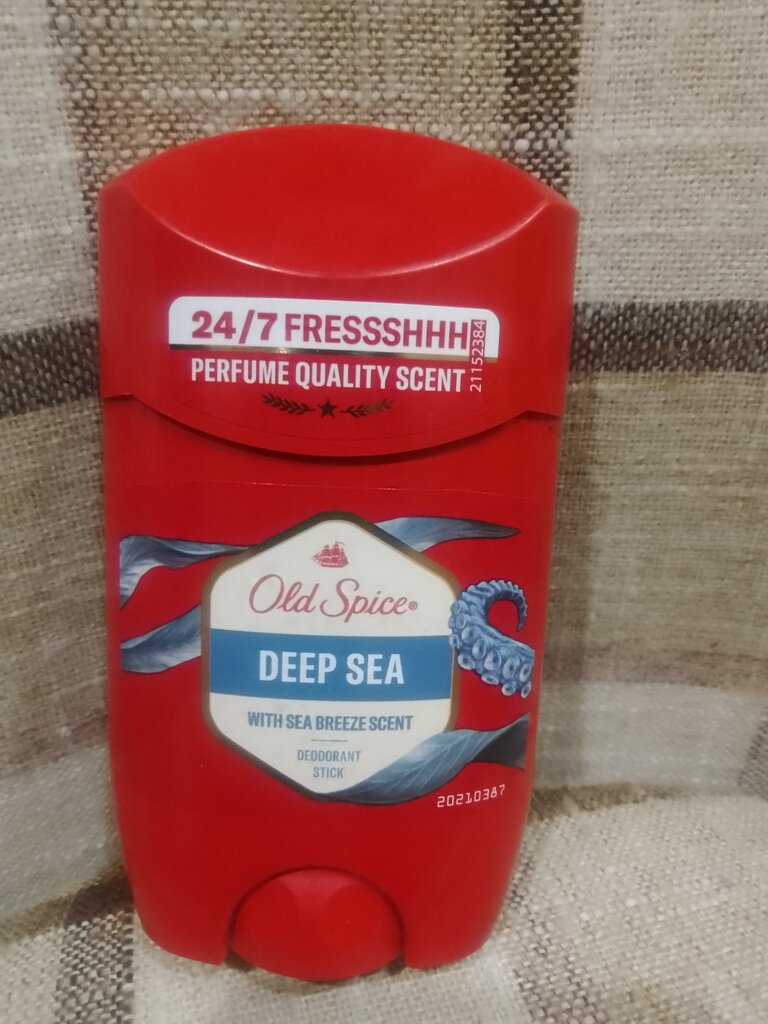 24/7 FRESSSHHH
PERFUME QUALITY SCENT
21152384
Old Spice®
DEEP SEA
WITH SEA BREEZE SCENT
DEODORANT
STICK
20210387